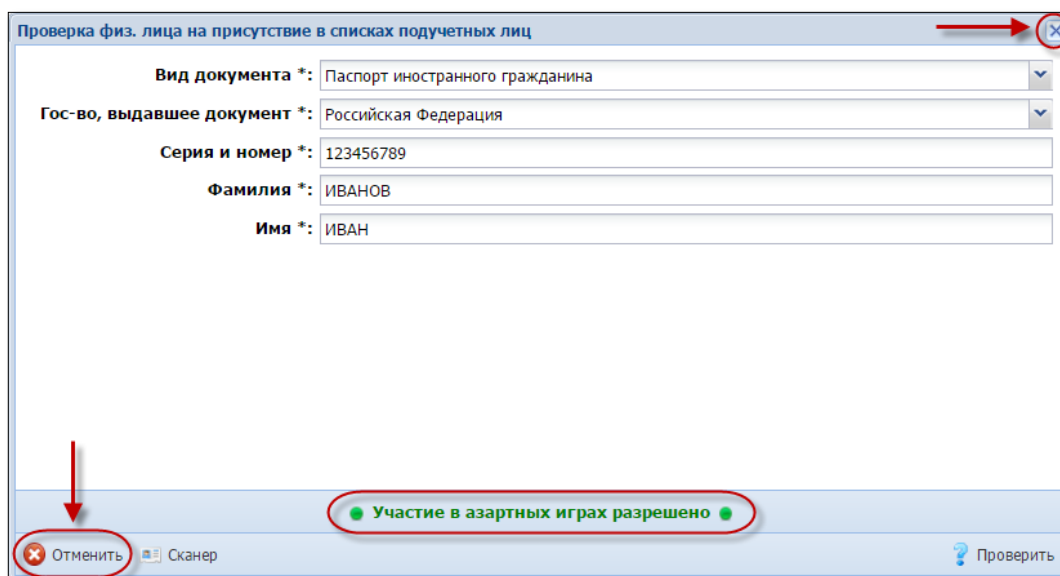 Проверка физ. лица на присутствие в списках подучетных лиц
Вид документа *: Паспорт иностранного гражданина
Гос-во, выдавшее документ *: Российская Федерация
Серия и номер *: 123456789
Фамилия *: ИВАНОВ
Имя *: ИВАН
Участие в азартных играх разрешено
Отменить Сканер Проверить